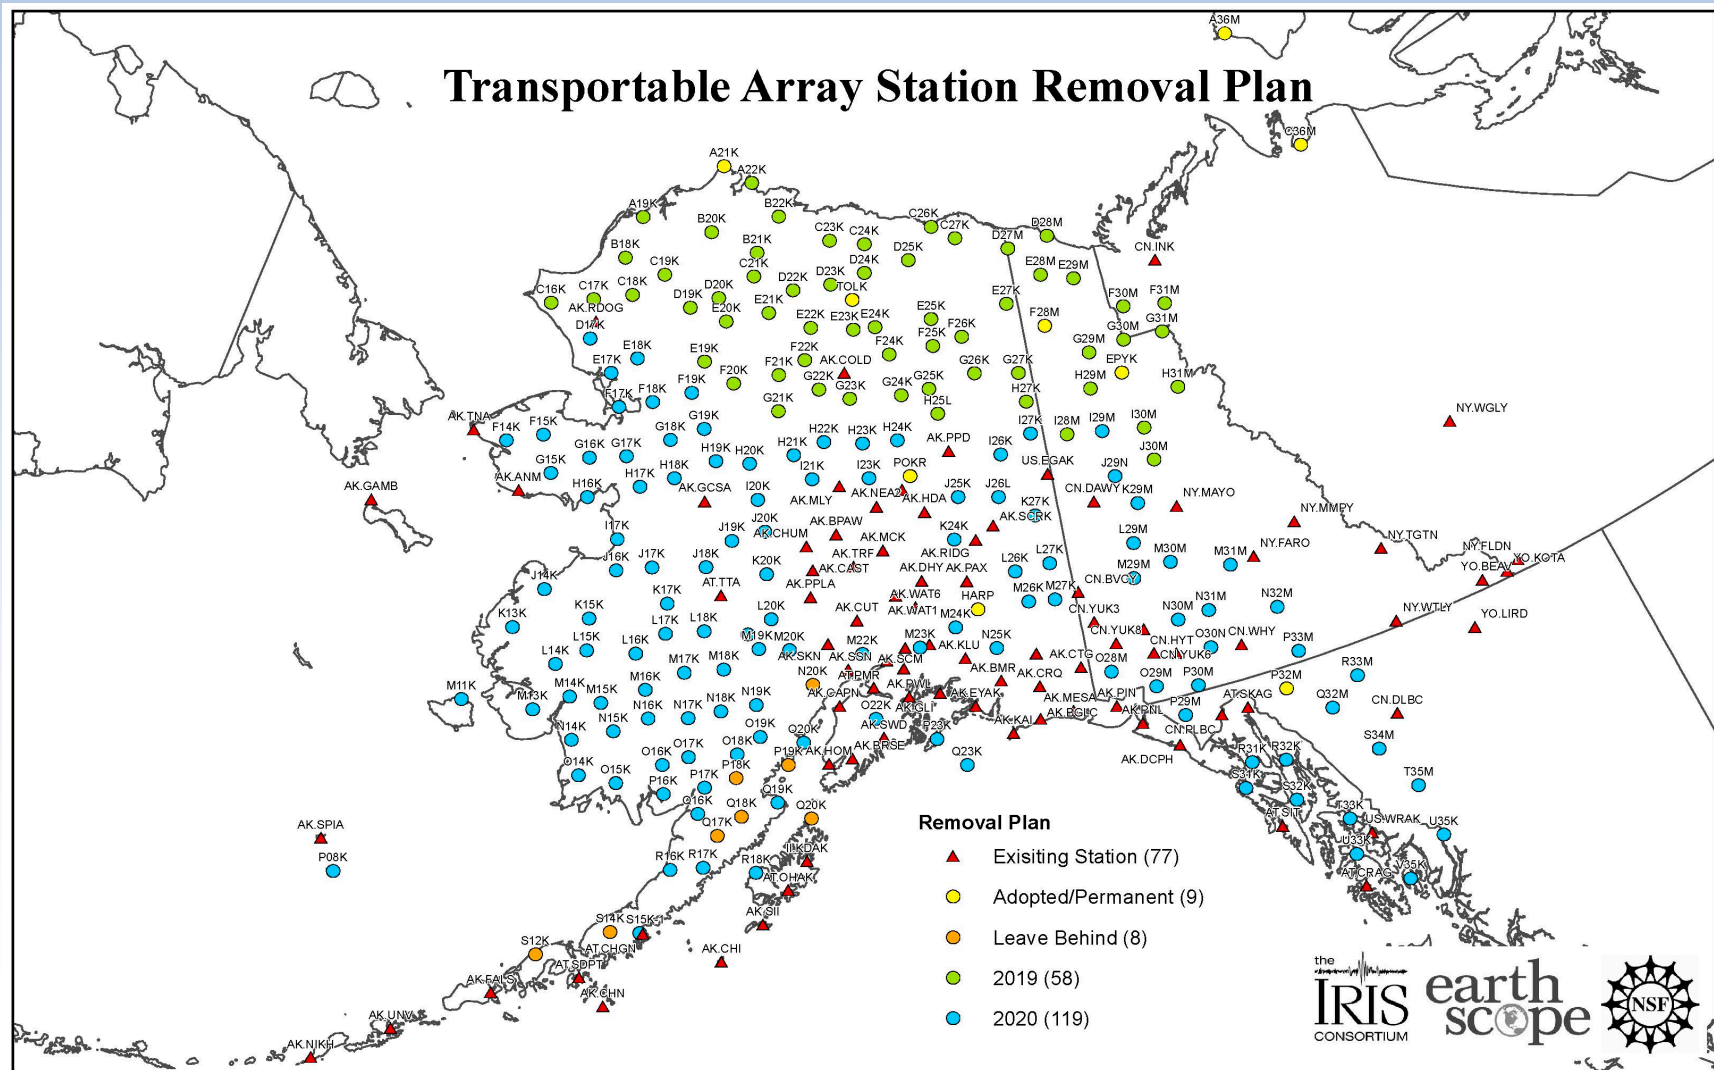 A36M
Transportable Array Station Removal Plan
C36M
A21K
A22K
A19K
B22K
B20K
C26K
C23K
C24K
C27K
D28M
D27M
B18K
B21K
D25K
CN.INK
C19K
C21K
D24K
D23K
D22K
TOLK
E28M
E29M
C16K
C17K
C18K
D20K
D19K
E21K
E27K
F30M
F31M
AK.RDOG
D17K
E20K
E22K
E23K
E24K
E25K
F28M
F26K
F25K
G30M
G31M
E18K
E19K
F24K
G29M
E17K
F22K
AK.COLD
F21K
F20K
G26K
G27K
EPYK
H29M
H31M
F17K
F18K
F19K
G22K
G23K
G24K
G25K
H27K
G21K
H25L
AK.TNA
F14K
F15K
G18K
G19K
H22K
H23K
H24K
AK.PPD
I27K
I28M
I29M
I30M
NY.WGLY
G16K
G17K
H21K
I26K
J30M
G15K
H19K
H20K
POKR
US.EGAK
J29N
AK.GAMB
AK.ANM
H16K
H17K
H18K
I21K
I23K
AK.GCSA
I20K
AK.MLY
AK.NEA2
AK.HDA
J25K
J26L
K27K
CN.DAWY
K29M
NY.MAYO
NY.MMPY
AK.SCRK
I17K
J19K
J20K
AK.CHUM
AK.BPAW
K24K
L29M
NY.TGTN
NY.FLDN
YO.KOTA
YO.BEAV
J14K
J16K
J17K
J18K
K20K
AK.TRF
AK.CAST
AK.MCK
AK.RIDG
L26K
L27K
M30M
M31M
NY.FARO
M29M
CN.BVCY
AT.TTA
AK.PPLA
AK.DHY
AK.PAX
HARP
AK.WAT6
AK.WAT1
M26K
M27K
K13K
K15K
K17K
L17K
L18K
L20K
AK.CUT
M24K
CN.YUK3
N30M
N31M
N32M
NY.WTLY
YO.LIRD
L14K
L15K
L16K
M19K
M20K
M22K
M23K
AK.KLU
N25K
CN.YUK8
CN.HYT
CN.YUK6
O30N
CN.WHY
P33M
M18K
M17K
M16K
AK.SKN
AK.SSN
AK.SCM
AK.BMR
AK.CTG
AK.CRQ
O28M
O29M
P30M
P32M
R33M
M11K
M13K
M14K
M15K
N20K
AT.PMR
AK.CAPN
AK.PWL
AK.GLI
AK.EYAK
AK.MESA
AK.PIN
AK.PNL
AT.SKAG
Q32M
CN.DLBC
N14K
N15K
N16K
N17K
N18K
N19K
O22K
AK.SWD
P23K
AK.KAI
AK.BGLC
P29M
CN.PLBC
S34M
O14K
O15K
O16K
O17K
O18K
O19K
O20K
P19K
AK.HOM
AK.BRSE
Q23K
AK.DCPH
R31K
R32K
T35M
P16K
P17K
P18K
S31K
S32K
AT.SIT
O16K
Q18K
Q19K
Q20K
Q17K
T33K
US.WRAK
U35K
AK.SPIA
P08K
R16K
R17K
R18K
II.KDAK
AT.OHAK
U33K
AT.CRAG
V35K
AK.SII
S12K
S14K
S15K
AT.CHGN
AK.CHI
AT.SDPT
AK.FALS
AK.CHN
AK.UNV
AK.NIKH
Removal Plan
Exisiting Station (77)
Adopted/Permanent (9)
Leave Behind (8)
2019 (58)
2020 (119)
the
IRIS
CONSORTIUM
earth
scope
NSF